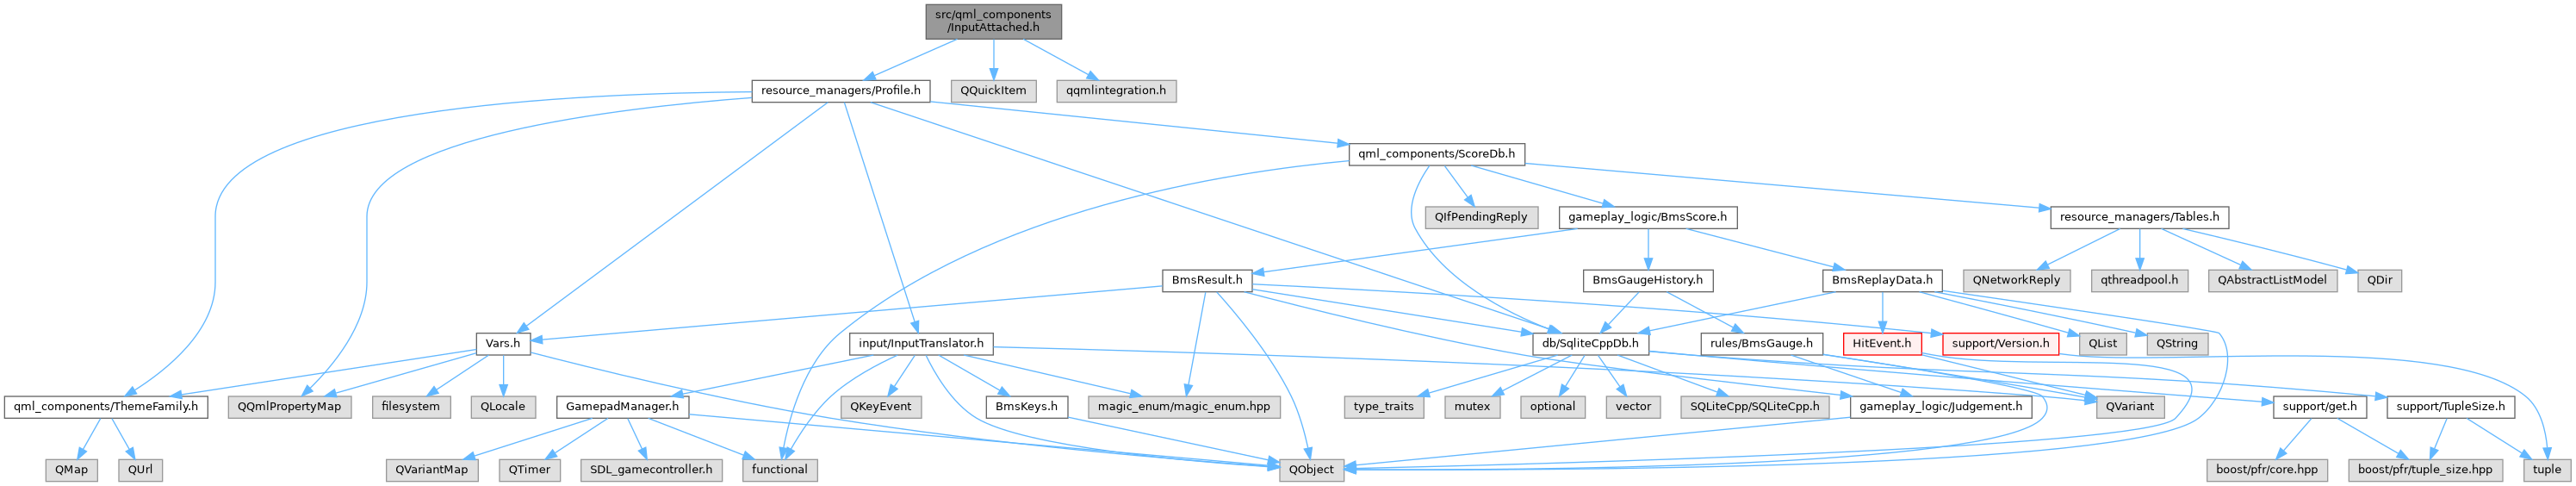 src/qml_components
/InputAttached.h
resource_managers/Profile.h
QQuickItem
qqmlintegration.h
qml_components/ScoreDb.h
QIfPendingReply
gameplay_logic/BmsScore.h
resource_managers/Tables.h
BmsResult.h
BmsGaugeHistory.h
BmsReplayData.h
QNetworkReply
qthreadpool.h
QAbstractListModel
QDir
Vars.h
input/InputTranslator.h
db/SqliteCppDb.h
rules/BmsGauge.h
HitEvent.h
support/Version.h
QList
QString
qml_components/ThemeFamily.h
QQmlPropertyMap
filesystem
QLocale
GamepadManager.h
QKeyEvent
BmsKeys.h
magic_enum/magic_enum.hpp
type_traits
mutex
optional
vector
SQLiteCpp/SQLiteCpp.h
gameplay_logic/Judgement.h
QVariant
support/get.h
support/TupleSize.h
QMap
QUrl
QVariantMap
QTimer
SDL_gamecontroller.h
functional
QObject
boost/pfr/core.hpp
boost/pfr/tuple_size.hpp
tuple